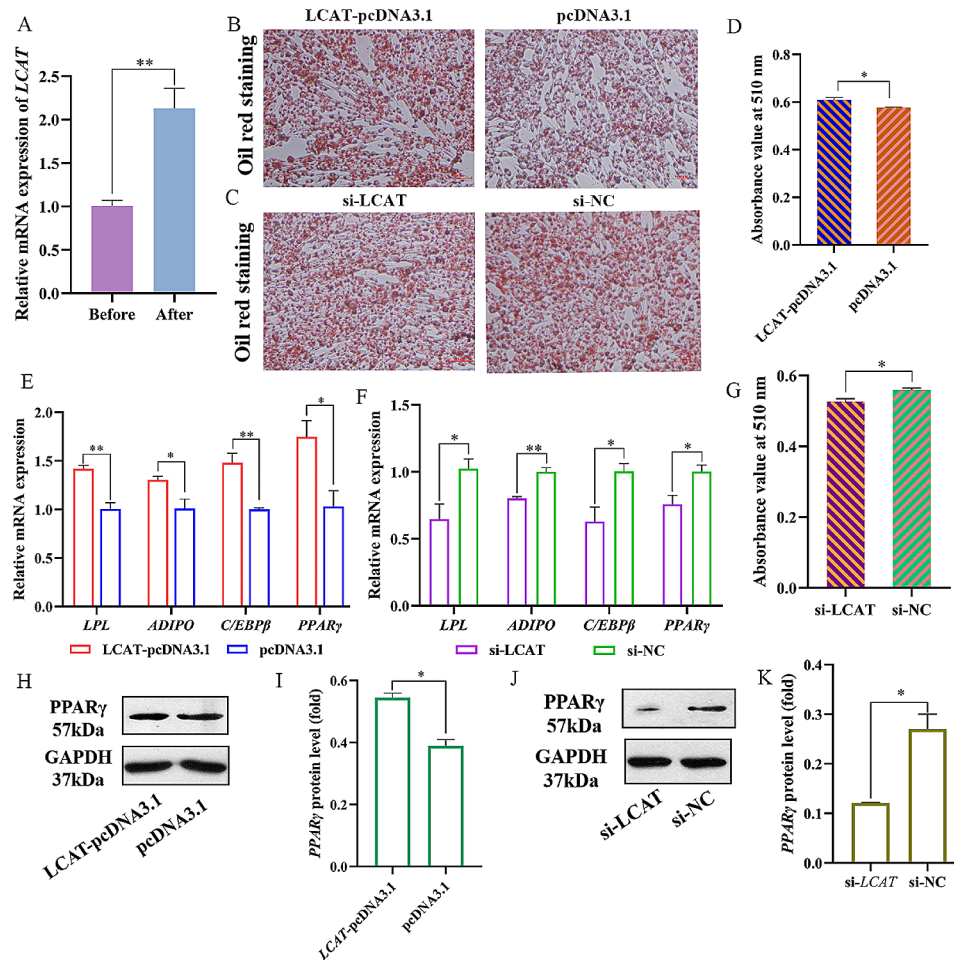 A
Relative mRNA expression of LCAT
2.5
2.0
1.5
1.0
0.5
0.0
**
Before
After
B
LCAT-pcDNA3.1
pcDNA3.1
Oil red staining
C
si-LCAT
si-NC
Oil red staining
D
Absorbance value at 510 nm
0.8
0.6
0.4
0.2
0.0
*
LCAT-pcDNA3.1
pcDNA3.1
E
Relative mRNA expression
2.0
1.5
1.0
0.5
0.0
**
*
**
*
LPL
ADIPO
C/EBPβ
PPARγ
LCAT-pcDNA3.1
pcDNA3.1
F
Relative mRNA expression
1.5
1.0
0.5
0.0
*
**
*
*
LPL
ADIPO
C/EBPβ
PPARγ
si-LCAT
si-NC
G
Absorbance value at 510 nm
0.6
0.4
0.2
0.0
*
si-LCAT
si-NC
H
PPARγ
57kDa
GAPDH
37kDa
LCAT-pcDNA3.1
pcDNA3.1
I
PPARγ protein level (fold)
0.6
0.4
0.2
0.0
*
LCAT-pcDNA3.1
pcDNA3.1
J
PPARγ
57kDa
GAPDH
37kDa
si-LCAT
si-NC
K
PPARγ protein level (fold)
0.4
0.3
0.2
0.1
0.0
*
si-LCAT
si-NC